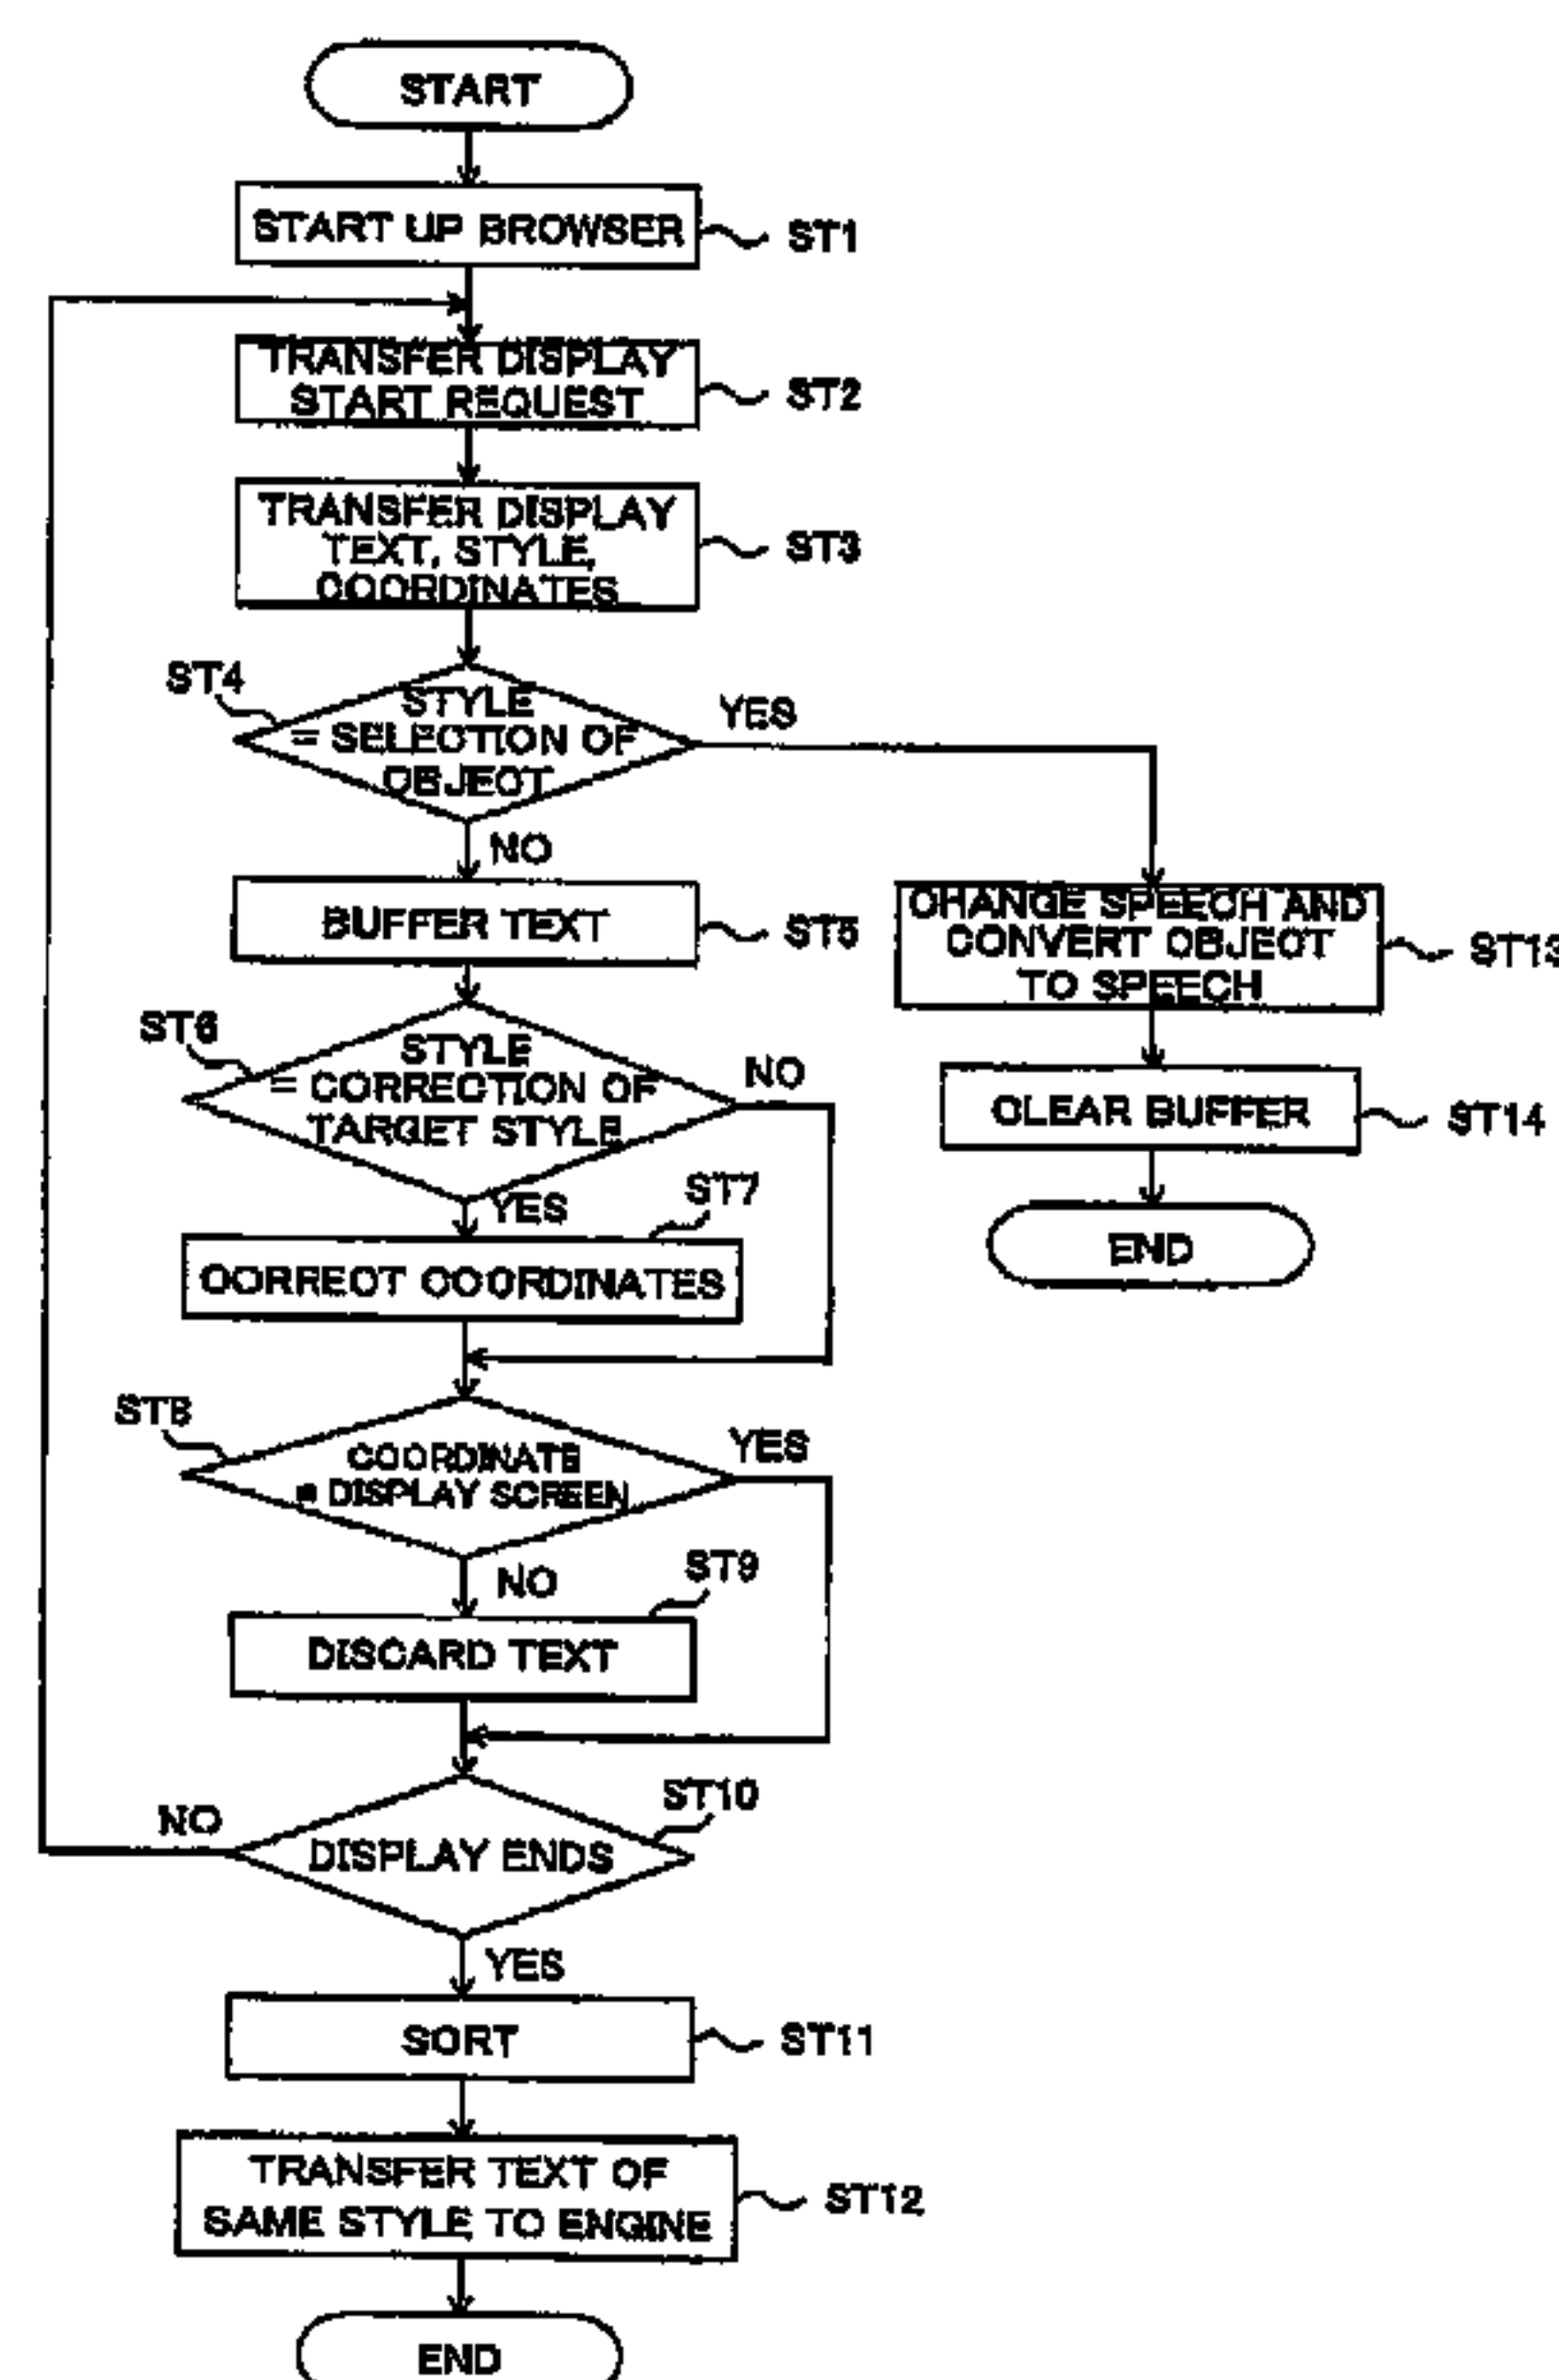 START
START UP BROWSER
ST1
TRANSFER DISPLAY
START REQUEST
ST2
TRANSFER DISPLAY
TEXT, STYLE,
COORDINATES
ST3
ST4
STYLE
= SELECTION OF
OBJECT
YES
NO
BUFFER TEXT
ST5
CHANGE SPEECH AND
CONVERT OBJECT
TO SPEECH
ST13
ST6
STYLE
= CORRECTION OF
TARGET STYLE
NO
YES
CLEAR BUFFER
ST14
ST7
CORRECT COORDINATES
END
ST8
COORDINATE
= DISPLAY SCREEN
YES
NO
ST9
DISCARD TEXT
ST10
NO
DISPLAY ENDS
YES
SORT
ST11
TRANSFER TEXT OF
SAME STYLE TO ENGINE
ST12
END